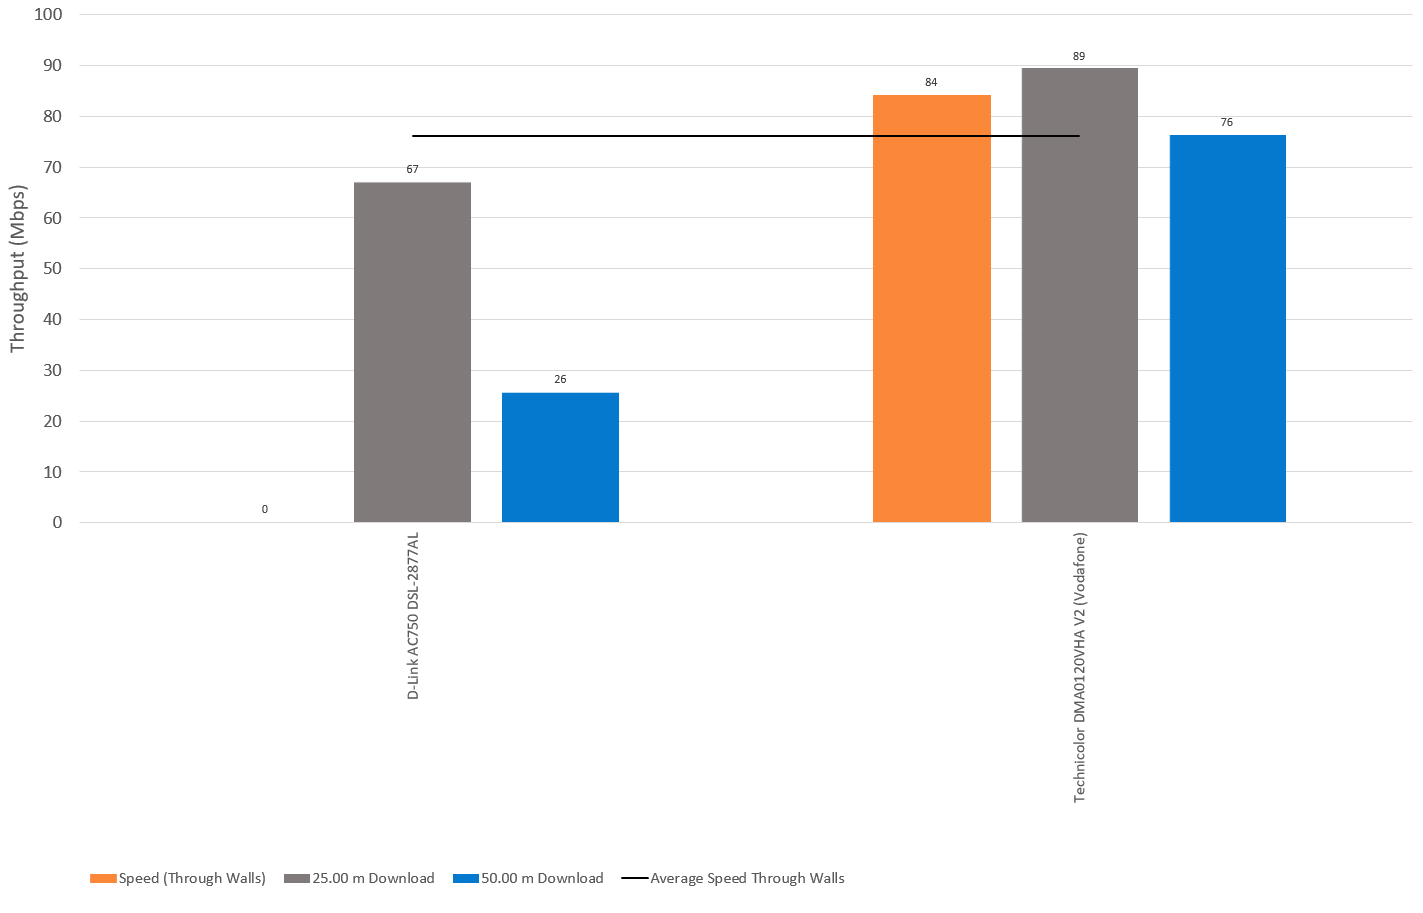 100
90
80
70
60
50
40
30
20
10
0
Throughput (Mbps)
0
67
26
84
89
76
D-Link AC750 DSL-2877AL
Technicolor DMA0120VHA V2 (Vodafone)
Speed (Through Walls)
25.00 m Download
50.00 m Download
Average Speed Through Walls